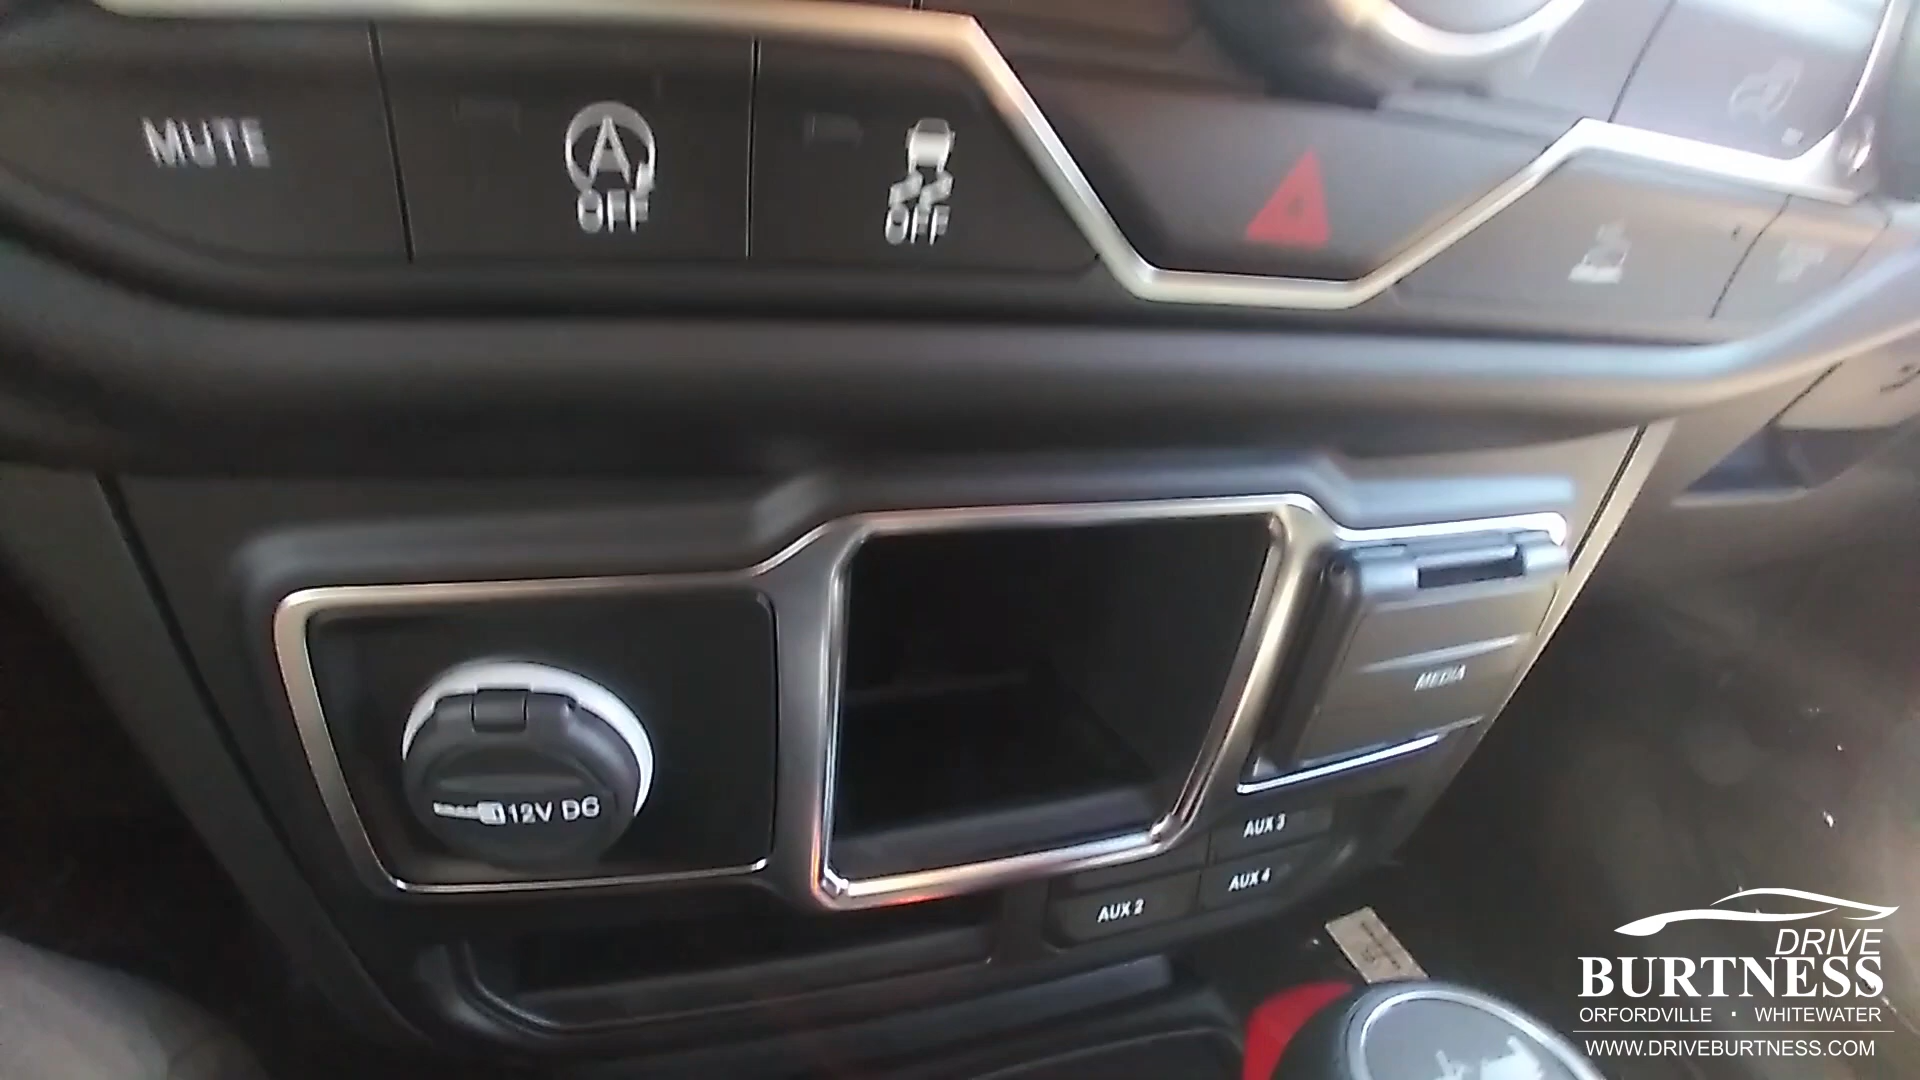 MUTE
A
OFF
OFF
12V DC
MEDIA
AUX 3
AUX 4
AUX 2
DRIVE
BURTNESS
ORFORDVILLE · WHITEWATER
WWW.DRIVEBURTNESS.COM